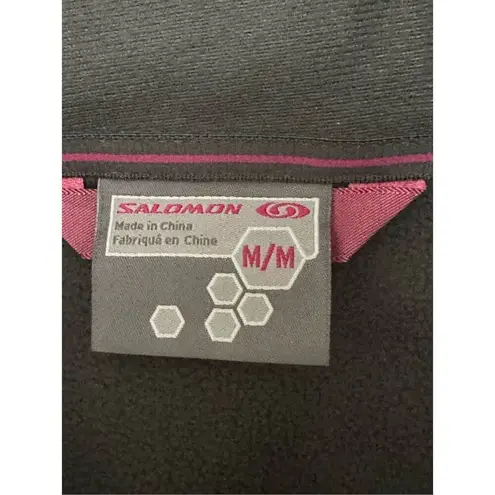 SALOMON
Made in China
Fabriqué en Chine
M/M